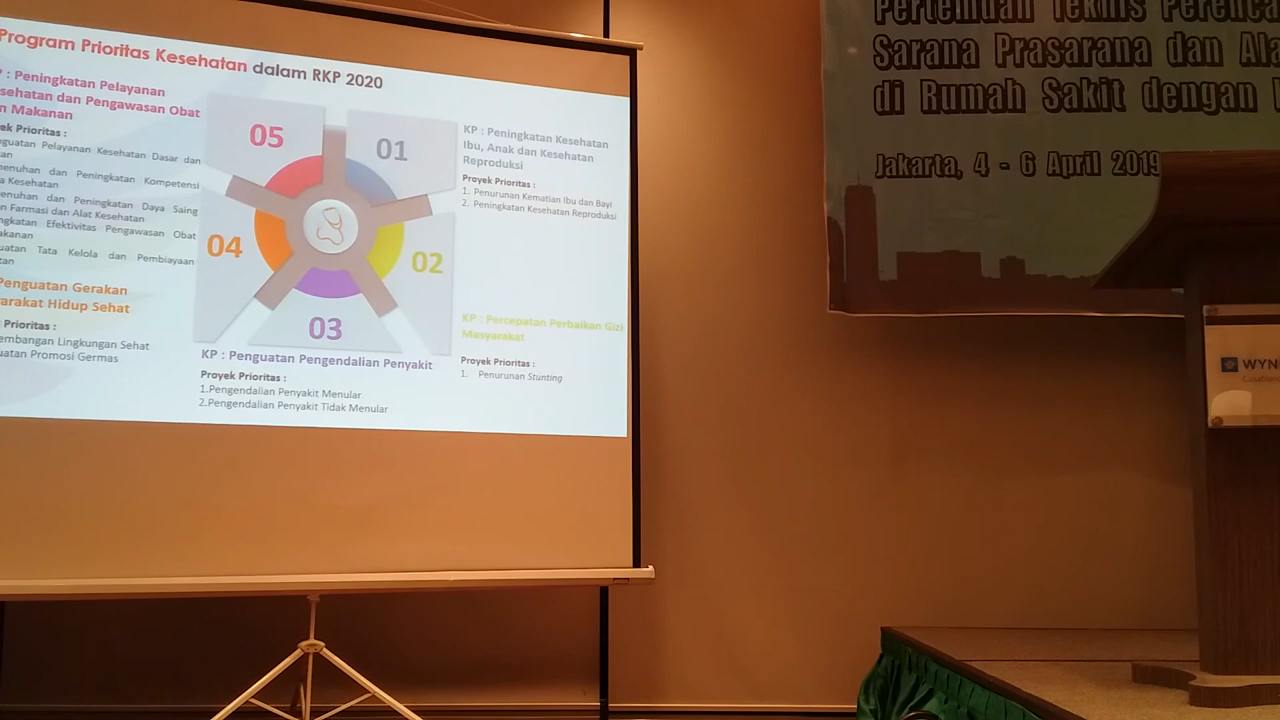 Program Prioritas Kesehatan dalam RKP 2020
: Peningkatan Pelayanan
dan Pengawasan Obat
Makanan
Prioritas :
Pelayanan Kesehatan Dasar dan
dan Peningkatan Kompetensi
Kesehatan
dan Peningkatan Daya Saing
Farmasi dan Alat Kesehatan
Efektivitas Pengawasan Obat
Tata Kelola dan Pembiayaan
Penguatan Gerakan
Hidup Sehat
Prioritas :
Lingkungan Sehat
Promosi Germas
05
01
04
02
03
KP : Peningkatan Kesehatan
Ibu, Anak dan Kesehatan
Reproduksi
Proyek Prioritas :
1. Penurunan Kematian Ibu dan Bayi
2. Peningkatan Kesehatan Reproduksi
KP : Percepatan Perbaikan Gizi
Masyarakat
Proyek Prioritas :
1. Penurunan Stunting
KP : Penguatan Pengendalian Penyakit
Proyek Prioritas :
1.Pengendalian Penyakit Menular
2.Pengendalian Penyakit Tidak Menular
Pertemuan Teknis
Sarana Prasarana dan
di Rumah Sakit dengan
Jakarta, 4 - 6 April 2019